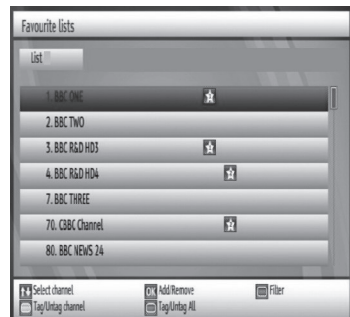 Favourite lists
List
1. BBC ONE
2. BBC TWO
3. BBC R&D HD3
4. BBC R&D HD4
7. BBC THREE
70. CBBC Channel
80. BBC NEWS 24
Select channel OK Add/Remove Filter
Tag/Untag channel Tag/Untag All